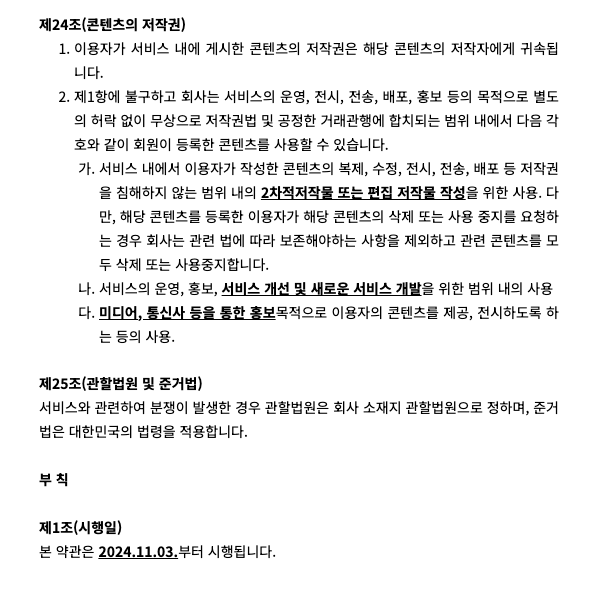 제24조(콘텐츠의 저작권)
1. 이용자가 서비스 내에 게시한 콘텐츠의 저작권은 해당 콘텐츠의 저작자에게 귀속됩
니다.
2. 제1항에 불구하고 회사는 서비스의 운영, 전시, 전송, 배포, 홍보 등의 목적으로 별도
의 허락 없이 무상으로 저작권법 및 공정한 거래관행에 합치되는 범위 내에서 다음 각
호와 같이 회원이 등록한 콘텐츠를 사용할 수 있습니다.
가. 서비스 내에서 이용자가 작성한 콘텐츠의 복제, 수정, 전시, 전송, 배포 등 저작권
을 침해하지 않는 범위 내의 2차적저작물 또는 편집 저작물 작성을 위한 사용. 다
만, 해당 콘텐츠를 등록한 이용자가 해당 콘텐츠의 삭제 또는 사용 중지를 요청하
는 경우 회사는 관련 법에 따라 보존해야하는 사항을 제외하고 관련 콘텐츠를 모
두 삭제 또는 사용중지합니다.
나. 서비스의 운영, 홍보, 서비스 개선 및 새로운 서비스 개발을 위한 범위 내의 사용
다. 미디어, 통신사 등을 통한 홍보목적으로 이용자의 콘텐츠를 제공, 전시하도록 하
는 등의 사용.
제25조(관할법원 및 준거법)
서비스와 관련하여 분쟁이 발생한 경우 관할법원은 회사 소재지 관할법원으로 정하며, 준거
법은 대한민국의 법령을 적용합니다.
부 칙
제1조(시행일)
본 약관은 2024.11.03.부터 시행됩니다.